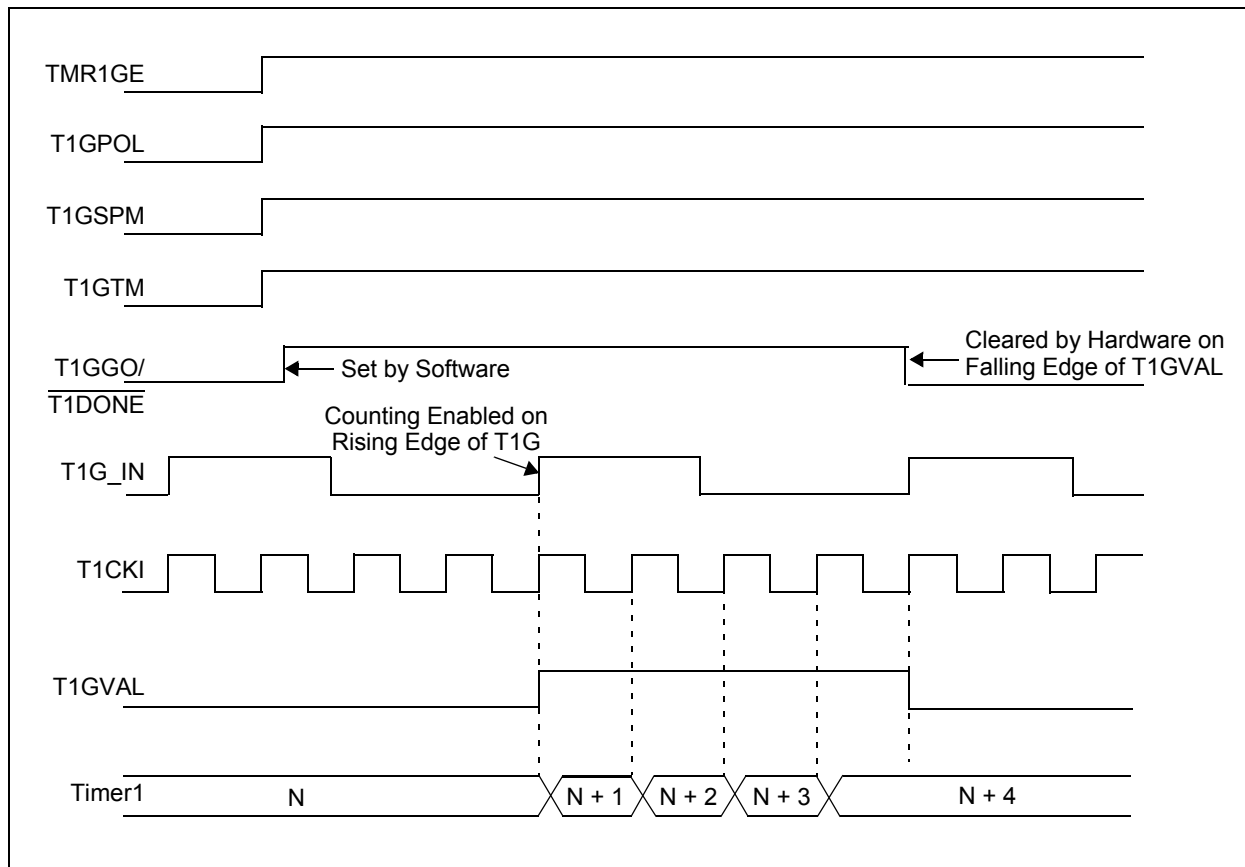 TMR1GE
T1GPOL
T1GSPM
T1GTM
T1GGO/
T1DONE
Set by Software
Cleared by Hardware on
Falling Edge of T1GVAL
Counting Enabled on
Rising Edge of T1G
T1G_IN
T1CKI
T1GVAL
Timer1
N
N + 1
N + 2
N + 3
N + 4